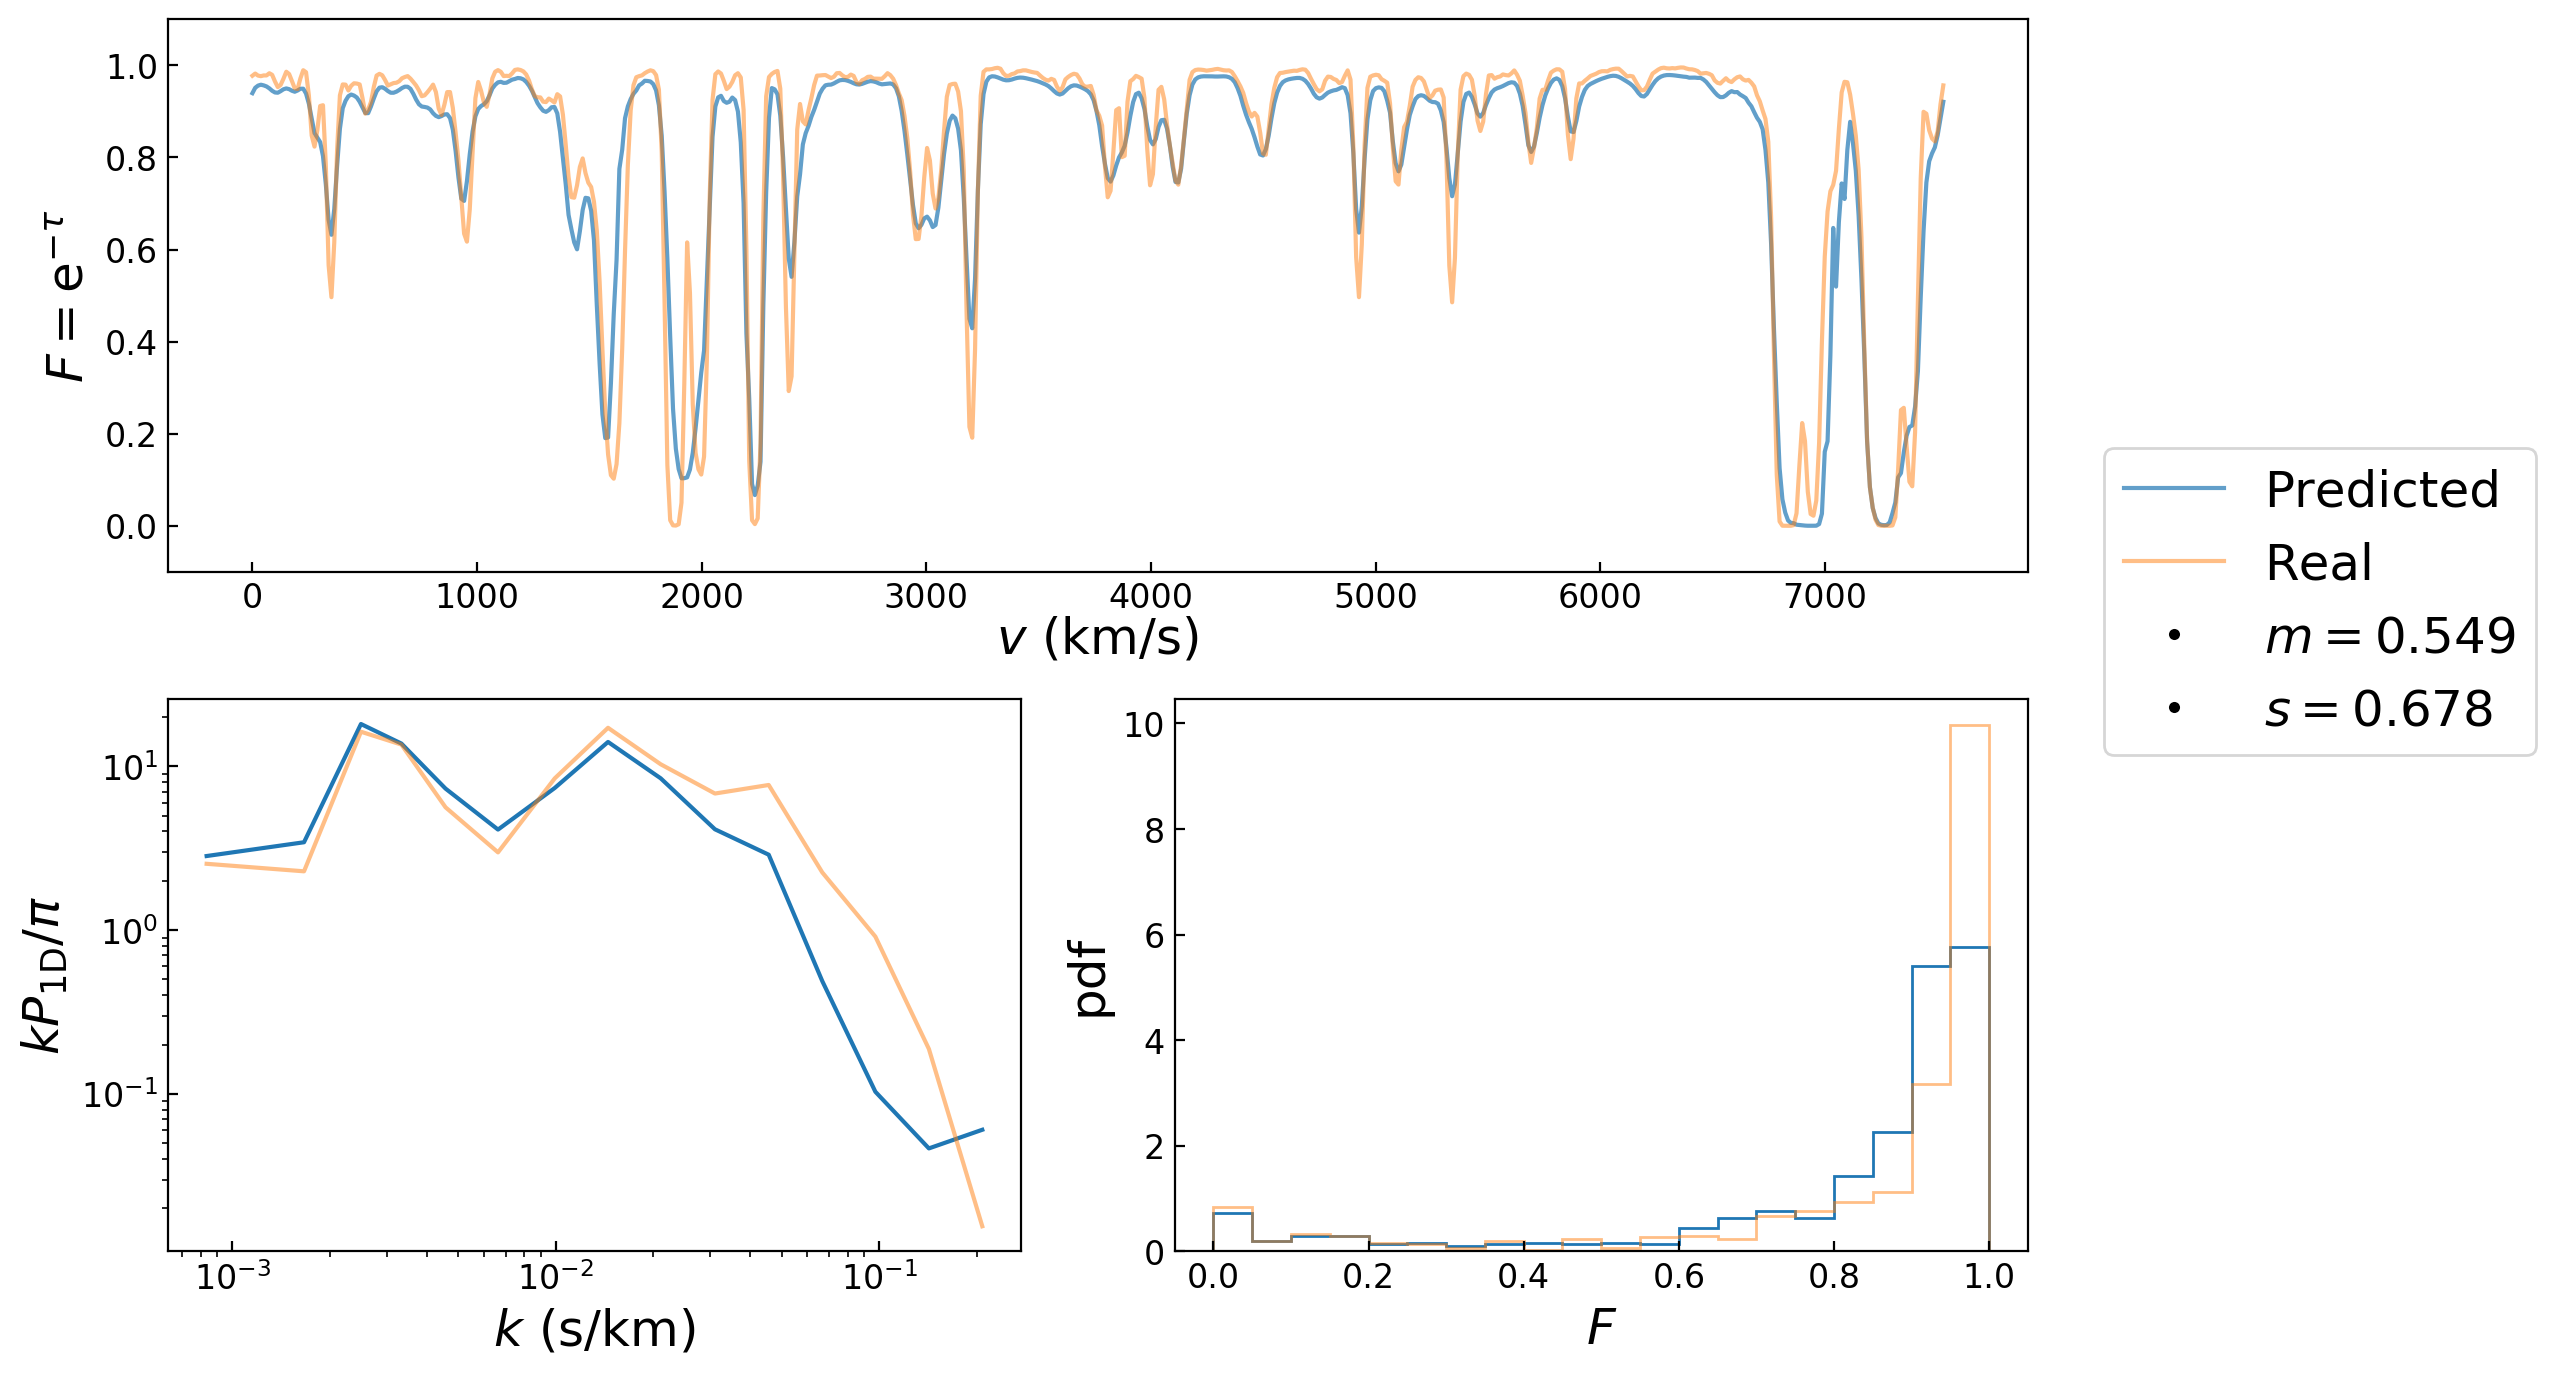 1.0
0.8
0.6
0.4
0.2
0.0
F = e^{−τ}
0 1000 2000 3000 4000 5000 6000 7000
v (km/s)
Predicted
Real
m = 0.549
s = 0.678
10^1
10^0
10^{−1}
kP_{1D}/π
10^{−3} 10^{−2} 10^{−1}
k (s/km)
10
8
6
4
2
0
pdf
0.0 0.2 0.4 0.6 0.8 1.0
F